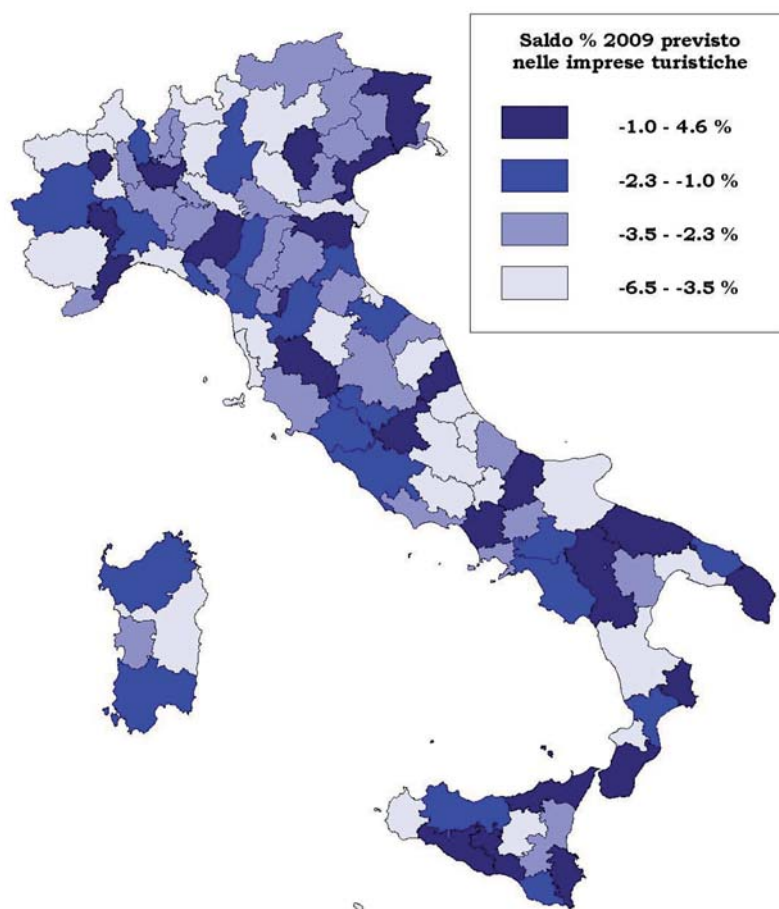 Saldo % 2009 previsto
nelle imprese turistiche
-1.0 - 4.6 %
-2.3 - -1.0 %
-3.5 - -2.3 %
-6.5 - -3.5 %